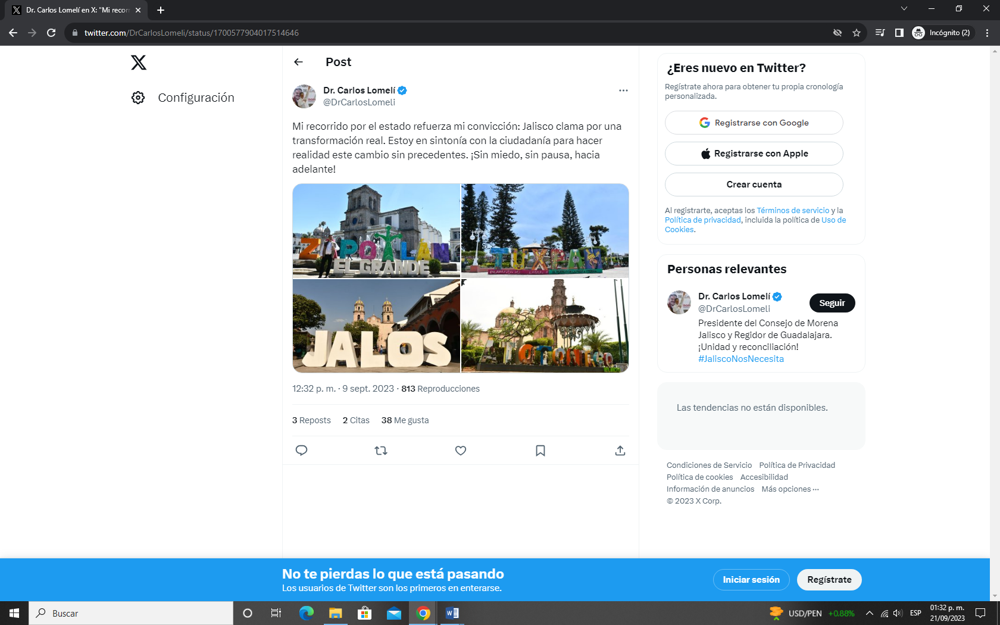 Dr. Carlos Lomelí en X: "Mi recorr
twitter.com/DrCarlosLomeli/status/1700577904017514646
Incógnito (2)
Configuración
Post
Dr. Carlos Lomelí
@DrCarlosLomeli
Mi recorrido por el estado refuerza mi convicción: Jalisco clama por una
transformación real. Estoy en sintonía con la ciudadanía para hacer
realidad este cambio sin precedentes. ¡Sin miedo, sin pausa, hacia
adelante!
ZAPOTLÁN
EL GRANDE
TUXPAN
JALOS
12:32 p. m. · 9 sept. 2023 · 813 Reproducciones
3 Reposts 2 Citas 38 Me gusta
¿Eres nuevo en Twitter?
Regístrate ahora para obtener tu propia cronología
personalizada.
Registrarse con Google
Registrarse con Apple
Crear cuenta
Al registrarte, aceptas los Términos de servicio y la
Política de privacidad, incluida la política de Uso de
Cookies.
Personas relevantes
Dr. Carlos Lomelí
@DrCarlosLomeli
Seguir
Presidente del Consejo de Morena
Jalisco y Regidor de Guadalajara.
¡Unidad y reconciliación!
#JaliscoNosNecesita
Las tendencias no están disponibles.
Condiciones de Servicio Política de Privacidad
Política de cookies Accesibilidad
Información de anuncios Más opciones ···
© 2023 X Corp.
No te pierdas lo que está pasando
Los usuarios de Twitter son los primeros en enterarse.
Iniciar sesión
Regístrate
Buscar
USD/PEN +0.88%
ESP
01:32 p. m.
21/09/2023